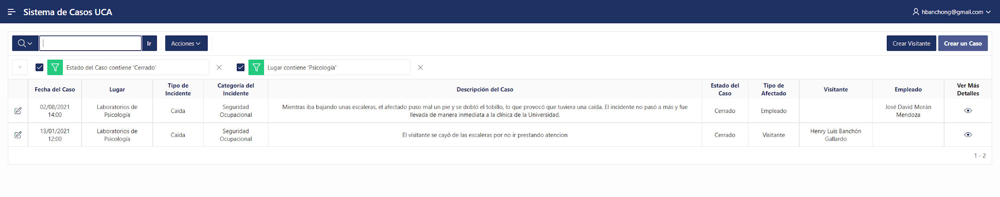 Sistema de Casos UCA
hbanchong@gmail.com
Ir
Acciones
Crear Visitante
Crear un Caso
Estado del Caso contiene 'Cerrado'
Lugar contiene 'Psicología'
Fecha del Caso
Lugar
Tipo de
Incidente
Categoría del
Incidente
Descripción del Caso
Estado del
Caso
Tipo de
Afectado
Visitante
Empleado
Ver Más
Detalles
02/08/2021
14:00
Laboratorios de
Psicología
Caida
Seguridad
Ocupacional
Mientras iba bajando unas escaleras, el afectado puso mal un pie y se dobló el tobillo, lo que provocó que tuviera una caída. El incidente no pasó a más y fue
llevada de manera inmediata a la clínica de la Universidad.
Cerrado
Empleado
José David Morán
Mendoza
13/01/2021
12:00
Laboratorios de
Psicología
Caida
Seguridad
Ocupacional
El visitante se cayó de las escaleras por no ir prestando atencion
Cerrado
Visitante
Henry Luis Banchón
Gallardo
1 - 2